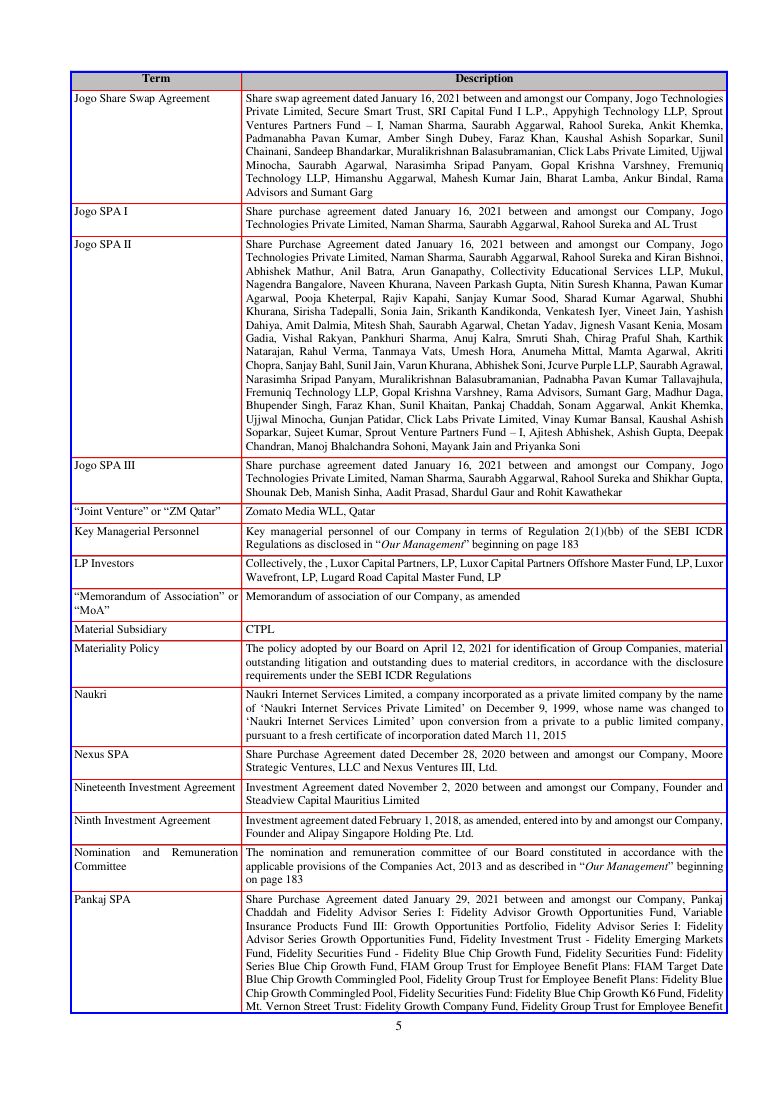 Term Description
Jogo Share Swap Agreement Share swap agreement dated January 16, 2021 between and amongst our Company, Jogo Technologies
Private Limited, Secure Smart Trust, SRI Capital Fund I L.P., Appyhigh Technology LLP, Sprout
Ventures Partners Fund – I, Naman Sharma, Saurabh Aggarwal, Rahool Sureka, Ankit Khemka,
Padmanabha Pavan Kumar, Amber Singh Dubey, Faraz Khan, Kaushal Ashish Soparkar, Sunil
Chainani, Sandeep Bhandarkar, Muralikrishnan Balasubramanian, Click Labs Private Limited, Ujjwal
Minocha, Saurabh Agarwal, Narasimha Sripad Panyam, Gopal Krishna Varshney, Fremuniq
Technology LLP, Himanshu Aggarwal, Mahesh Kumar Jain, Bharat Lamba, Ankur Bindal, Rama
Advisors and Sumant Garg
Jogo SPA I Share purchase agreement dated January 16, 2021 between and amongst our Company, Jogo
Technologies Private Limited, Naman Sharma, Saurabh Aggarwal, Rahool Sureka and AL Trust
Jogo SPA II Share Purchase Agreement dated January 16, 2021 between and amongst our Company, Jogo
Technologies Private Limited, Naman Sharma, Saurabh Aggarwal, Rahool Sureka and Kiran Bishnoi,
Abhishek Mathur, Anil Batra, Arun Ganapathy, Collectivity Educational Services LLP, Mukul,
Nagendra Bangalore, Naveen Khurana, Naveen Parkash Gupta, Nitin Suresh Khanna, Pawan Kumar
Agarwal, Pooja Kheterpal, Rajiv Kapahi, Sanjay Kumar Sood, Sharad Kumar Agarwal, Shubhi
Khurana, Sirisha Tadepalli, Sonia Jain, Srikanth Kandikonda, Venkatesh Iyer, Vineet Jain, Yashish
Dahiya, Amit Dalmia, Mitesh Shah, Saurabh Agarwal, Chetan Yadav, Jignesh Vasant Kenia, Mosam
Gadia, Vishal Rakyan, Pankhuri Sharma, Anuj Kalra, Smruti Shah, Chirag Praful Shah, Karthik
Natarajan, Rahul Verma, Tanmaya Vats, Umesh Hora, Anumeha Mittal, Mamta Agarwal, Akriti
Chopra, Sanjay Bahl, Sunil Jain, Varun Khurana, Abhishek Soni, Jcurve Purple LLP, Saurabh Agrawal,
Narasimha Sripad Panyam, Muralikrishnan Balasubramanian, Padnabha Pavan Kumar Tallavajhula,
Fremuniq Technology LLP, Gopal Krishna Varshney, Rama Advisors, Sumant Garg, Madhur Daga,
Bhupender Singh, Faraz Khan, Sunil Khaitan, Pankaj Chaddah, Sonam Aggarwal, Ankit Khemka,
Ujjwal Minocha, Gunjan Patidar, Click Labs Private Limited, Vinay Kumar Bansal, Kaushal Ashish
Soparkar, Sujeet Kumar, Sprout Venture Partners Fund – I, Ajitesh Abhishek, Ashish Gupta, Deepak
Chandran, Manoj Bhalchandra Sohoni, Mayank Jain and Priyanka Soni
Jogo SPA III Share purchase agreement dated January 16, 2021 between and amongst our Company, Jogo
Technologies Private Limited, Naman Sharma, Saurabh Aggarwal, Rahool Sureka and Shikhar Gupta,
Shounak Deb, Manish Sinha, Aadit Prasad, Shardul Gaur and Rohit Kawathekar
“Joint Venture” or “ZM Qatar” Zomato Media WLL, Qatar
Key Managerial Personnel Key managerial personnel of our Company in terms of Regulation 2(1)(bb) of the SEBI ICDR
Regulations as disclosed in “Our Management” beginning on page 183
LP Investors Collectively, the , Luxor Capital Partners, LP, Luxor Capital Partners Offshore Master Fund, LP, Luxor
Wavefront, LP, Lugard Road Capital Master Fund, LP
“Memorandum of Association” or Memorandum of association of our Company, as amended
“MoA”
Material Subsidiary CTPL
Materiality Policy The policy adopted by our Board on April 12, 2021 for identification of Group Companies, material
outstanding litigation and outstanding dues to material creditors, in accordance with the disclosure
requirements under the SEBI ICDR Regulations
Naukri Naukri Internet Services Limited, a company incorporated as a private limited company by the name
of ‘Naukri Internet Services Private Limited’ on December 9, 1999, whose name was changed to
‘Naukri Internet Services Limited’ upon conversion from a private to a public limited company,
pursuant to a fresh certificate of incorporation dated March 11, 2015
Nexus SPA Share Purchase Agreement dated December 28, 2020 between and amongst our Company, Moore
Strategic Ventures, LLC and Nexus Ventures III, Ltd.
Nineteenth Investment Agreement Investment Agreement dated November 2, 2020 between and amongst our Company, Founder and
Steadview Capital Mauritius Limited
Ninth Investment Agreement Investment agreement dated February 1, 2018, as amended, entered into by and amongst our Company,
Founder and Alipay Singapore Holding Pte. Ltd.
Nomination and Remuneration The nomination and remuneration committee of our Board constituted in accordance with the
Committee applicable provisions of the Companies Act, 2013 and as described in “Our Management” beginning
on page 183
Pankaj SPA Share Purchase Agreement dated January 29, 2021 between and amongst our Company, Pankaj
Chaddah and Fidelity Advisor Series I: Fidelity Advisor Growth Opportunities Fund, Variable
Insurance Products Fund III: Growth Opportunities Portfolio, Fidelity Advisor Series I: Fidelity
Advisor Series Growth Opportunities Fund, Fidelity Investment Trust - Fidelity Emerging Markets
Fund, Fidelity Securities Fund - Fidelity Blue Chip Growth Fund, Fidelity Securities Fund: Fidelity
Series Blue Chip Growth Fund, FIAM Group Trust for Employee Benefit Plans: FIAM Target Date
Blue Chip Growth Commingled Pool, Fidelity Group Trust for Employee Benefit Plans: Fidelity Blue
Chip Growth Commingled Pool, Fidelity Securities Fund: Fidelity Blue Chip Growth K6 Fund, Fidelity
Mt. Vernon Street Trust: Fidelity Growth Company Fund, Fidelity Group Trust for Employee Benefit
5